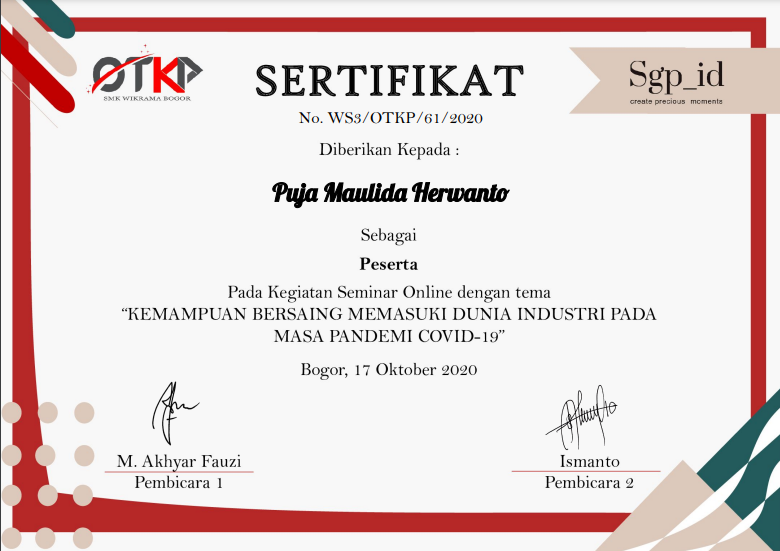 OTKP
SMK WIKRAMA BOGOR
SERTIFIKAT
Sgp_id
create precious moments
No. WS3/OTKP/61/2020
Diberikan Kepada :
Puja Maulida Herwanto
Sebagai
Peserta
Pada Kegiatan Seminar Online dengan tema
“KEMAMPUAN BERSAING MEMASUKI DUNIA INDUSTRI PADA
MASA PANDEMI COVID-19”
Bogor, 17 Oktober 2020
M. Akhyar Fauzi
Pembicara 1
Ismanto
Pembicara 2